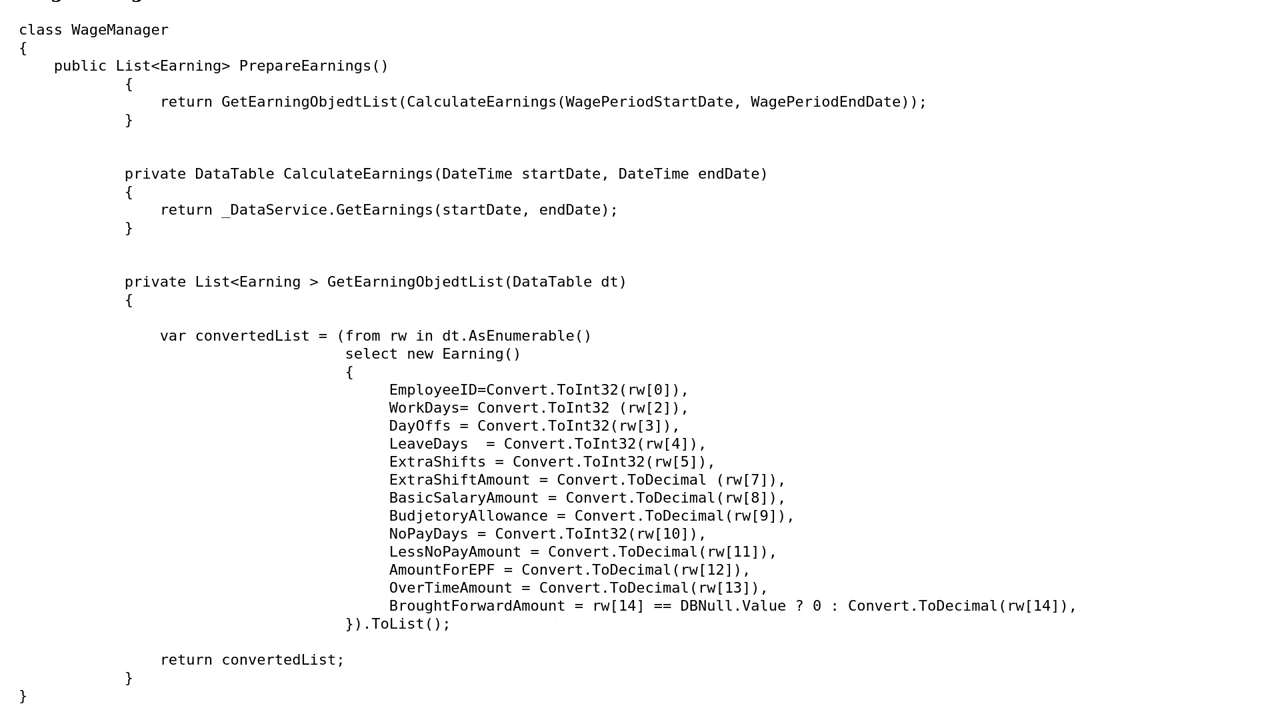 class WageManager
{
    public List<Earning> PrepareEarnings()
            {
                return GetEarningObjedtList(CalculateEarnings(WagePeriodStartDate, WagePeriodEndDate));
            }

            private DataTable CalculateEarnings(DateTime startDate, DateTime endDate)
            {
                return _DataService.GetEarnings(startDate, endDate);
            }

            private List<Earning > GetEarningObjedtList(DataTable dt)
            {

                var convertedList = (from rw in dt.AsEnumerable()
                                     select new Earning()
                                     {
                                          EmployeeID=Convert.ToInt32(rw[0]),
                                          WorkDays= Convert.ToInt32 (rw[2]),
                                          DayOffs = Convert.ToInt32(rw[3]),
                                          LeaveDays  = Convert.ToInt32(rw[4]),
                                          ExtraShifts = Convert.ToInt32(rw[5]),
                                          ExtraShiftAmount = Convert.ToDecimal (rw[7]),
                                          BasicSalaryAmount = Convert.ToDecimal(rw[8]),
                                          BudjetoryAllowance = Convert.ToDecimal(rw[9]),
                                          NoPayDays = Convert.ToInt32(rw[10]),
                                          LessNoPayAmount = Convert.ToDecimal(rw[11]),
                                          AmountForEPF = Convert.ToDecimal(rw[12]),
                                          OverTimeAmount = Convert.ToDecimal(rw[13]),
                                          BroughtForwardAmount = rw[14] == DBNull.Value ? 0 : Convert.ToDecimal(rw[14]),
                                     }).ToList();

                return convertedList;
            }
}